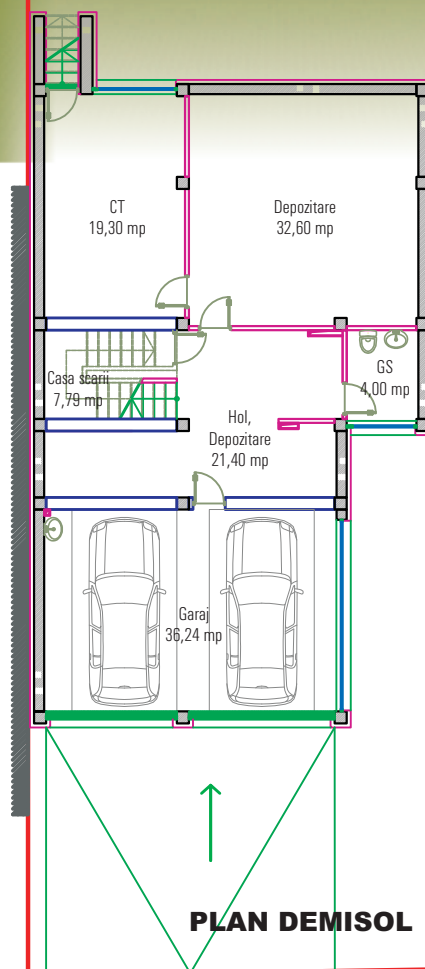 CT
19,30 mp
Depozitare
32,60 mp
Casa scarii
7,79 mp
GS
4,00 mp
Hol,
Depozitare
21,40 mp
Garaj
36,24 mp
PLAN DEMISOL